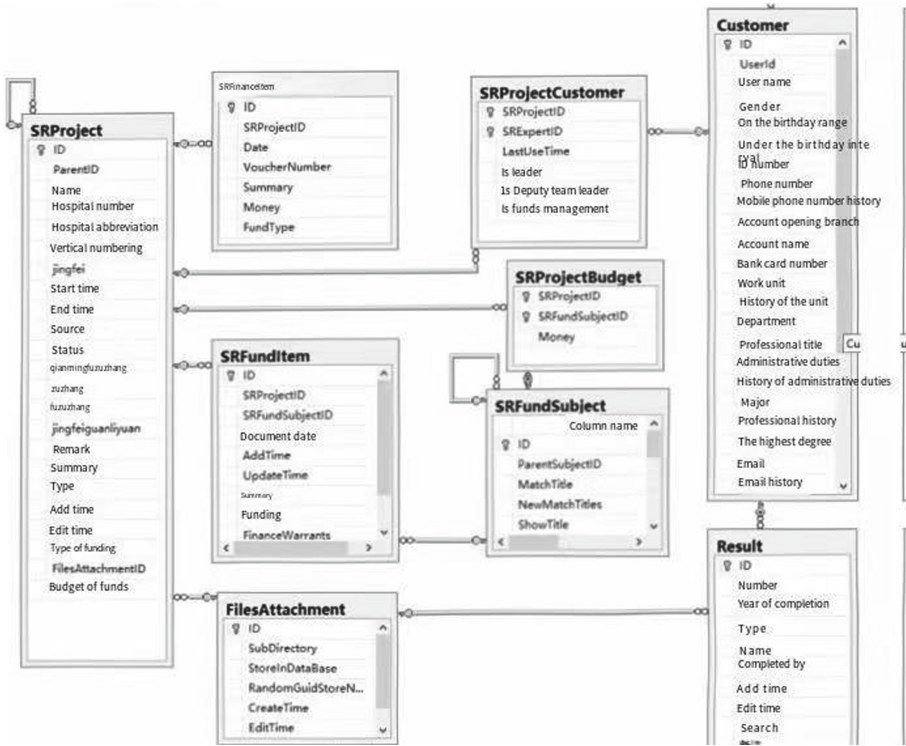 SRProject
ID
ParentID
Name
Hospital number
Hospital abbreviation
Vertical numbering
jingfei
Start time
End time
Source
Status
qianmingfuzuzhang
zuzhang
fuzuzhang
jingfeiguanliyuan
Remark
Summary
Type
Add time
Edit time
Type of funding
FilesAttachmentID
Budget of funds
SRFinanceItem
ID
SRProjectID
Date
VoucherNumber
Summary
Money
FundType
SRFundItem
ID
SRProjectID
SRFundSubjectID
Document date
AddTime
UpdateTime
Summary
Funding
FinanceWarrants
FilesAttachment
ID
SubDirectory
StoreInDataBase
RandomGuidStoreN...
CreateTime
EditTime
SRProjectCustomer
SRProjectID
SRExpertID
LastUseTime
Is leader
1s Deputy team leader
Is funds management
SRProjectBudget
SRProjectID
SRFundSubjectID
Money
SRFundSubject
Column name
ID
ParentSubjectID
MatchTitle
NewMatchTitles
ShowTitle
Customer
ID
UserId
User name
Gender
On the birthday range
Under the birthday inte
rval
ID number
Phone number
Mobile phone number history
Account opening branch
Account name
Bank card number
Work unit
History of the unit
Department
Professional title
Cu
Administrative duties
History of administrative duties
Major
Professional history
The highest degree
Email
Email history
Result
ID
Number
Year of completion
Type
Name
Completed by
Add time
Edit time
Search